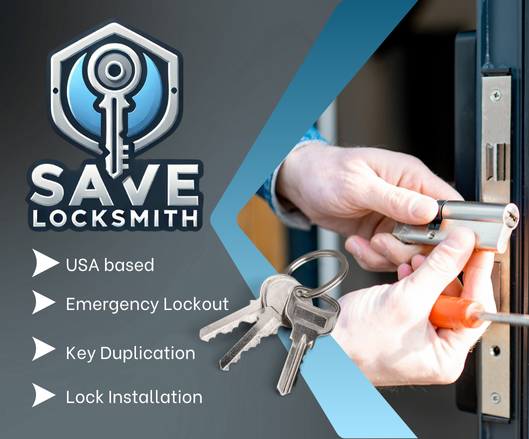 SAVE
LOCKSMITH
USA based
Emergency Lockout
Key Duplication
Lock Installation